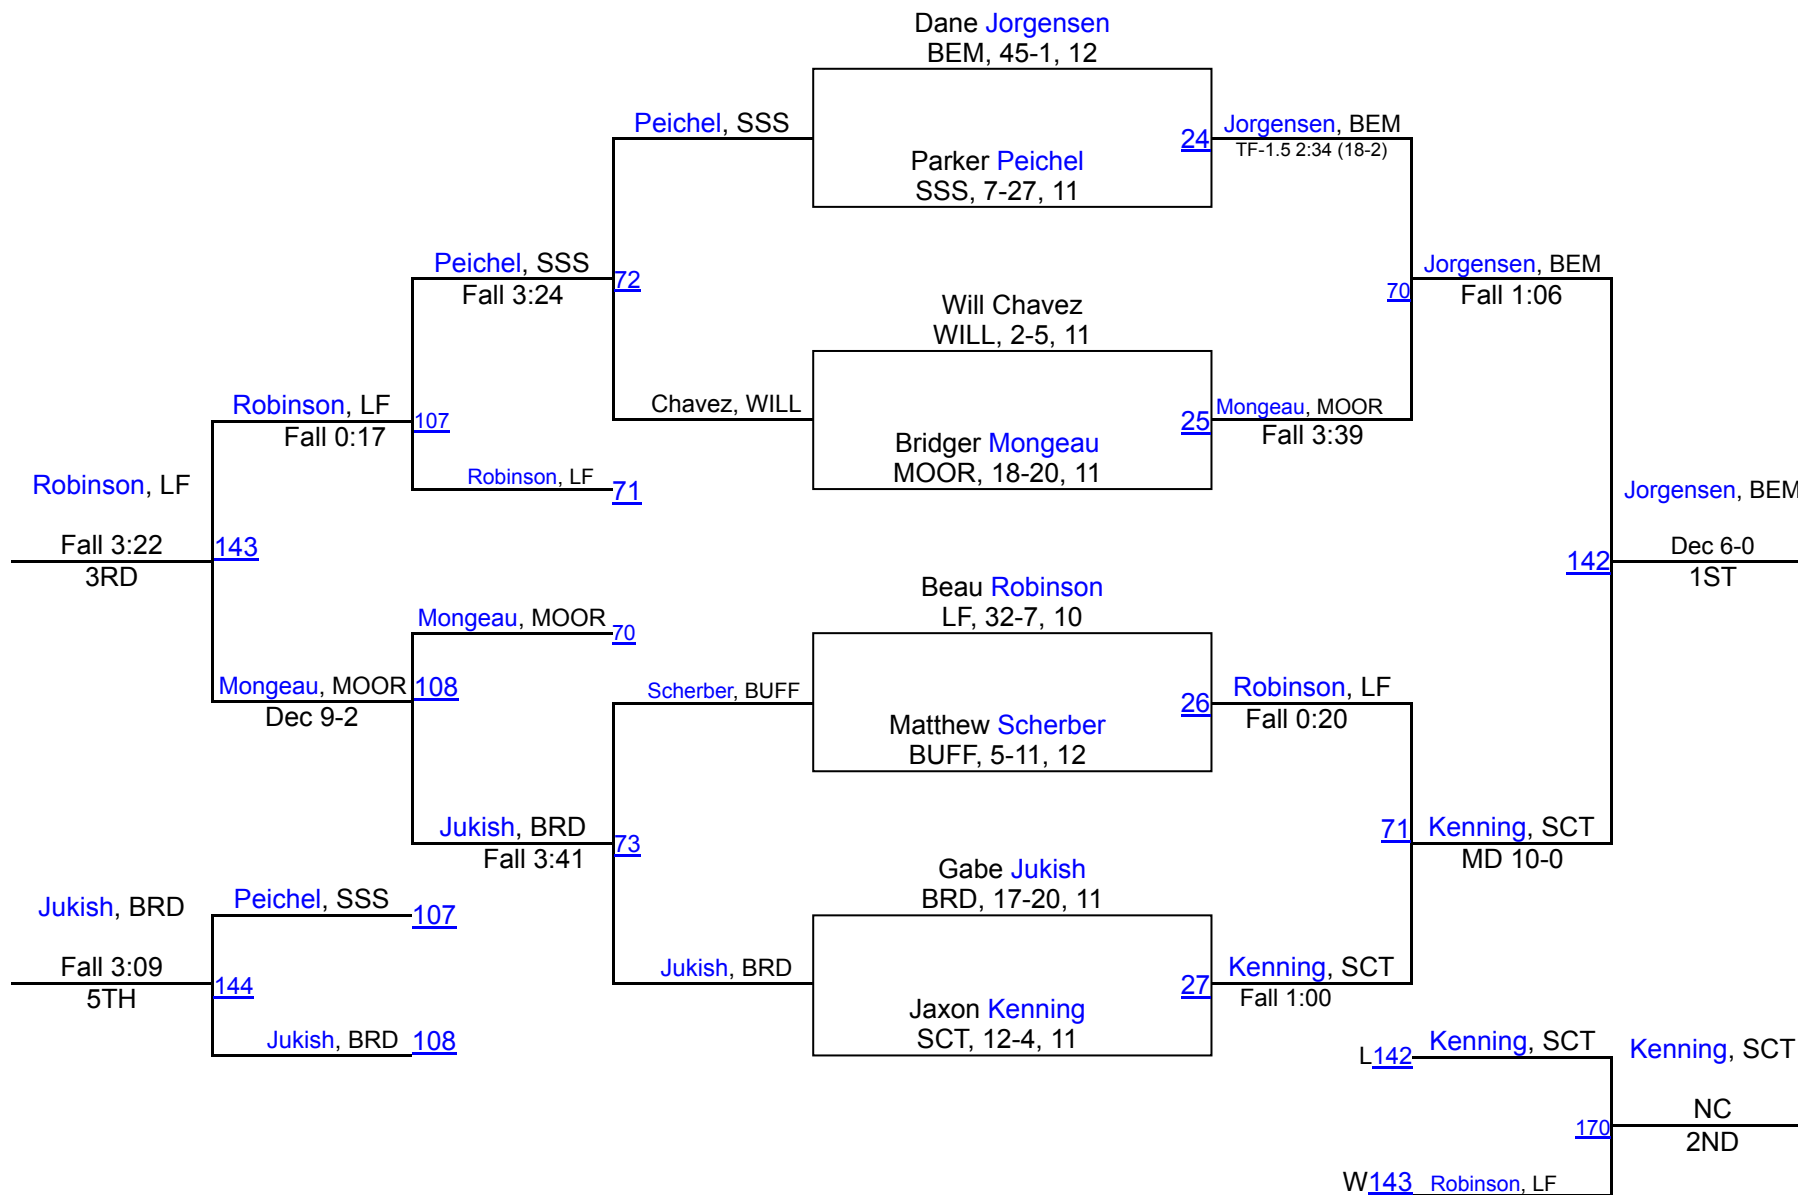 Dane Jorgensen
BEM, 45-1, 12
Peichel, SSS
24
Jorgensen, BEM
TF-1.5 2:34 (18-2)
Parker Peichel
SSS, 7-27, 11
Peichel, SSS
Fall 3:24
72
70
Jorgensen, BEM
Fall 1:06
Will Chavez
WILL, 2-5, 11
Robinson, LF
Fall 0:17
107
Chavez, WILL
25
Mongeau, MOOR
Fall 3:39
Bridger Mongeau
MOOR, 18-20, 11
Robinson, LF
71
Robinson, LF
Fall 3:22
3RD
143
Jorgensen, BEM
142
Dec 6-0
1ST
Beau Robinson
LF, 32-7, 10
Mongeau, MOOR
70
Mongeau, MOOR
Dec 9-2
108
Scherber, BUFF
26
Robinson, LF
Fall 0:20
Matthew Scherber
BUFF, 5-11, 12
Jukish, BRD
Fall 3:41
73
71
Kenning, SCT
MD 10-0
Gabe Jukish
BRD, 17-20, 11
Jukish, BRD
Fall 3:09
5TH
Peichel, SSS
107
144
Jukish, BRD
108
Jukish, BRD
27
Kenning, SCT
Fall 1:00
Jaxon Kenning
SCT, 12-4, 11
L142
Kenning, SCT
Kenning, SCT
170
NC
2ND
W143
Robinson, LF